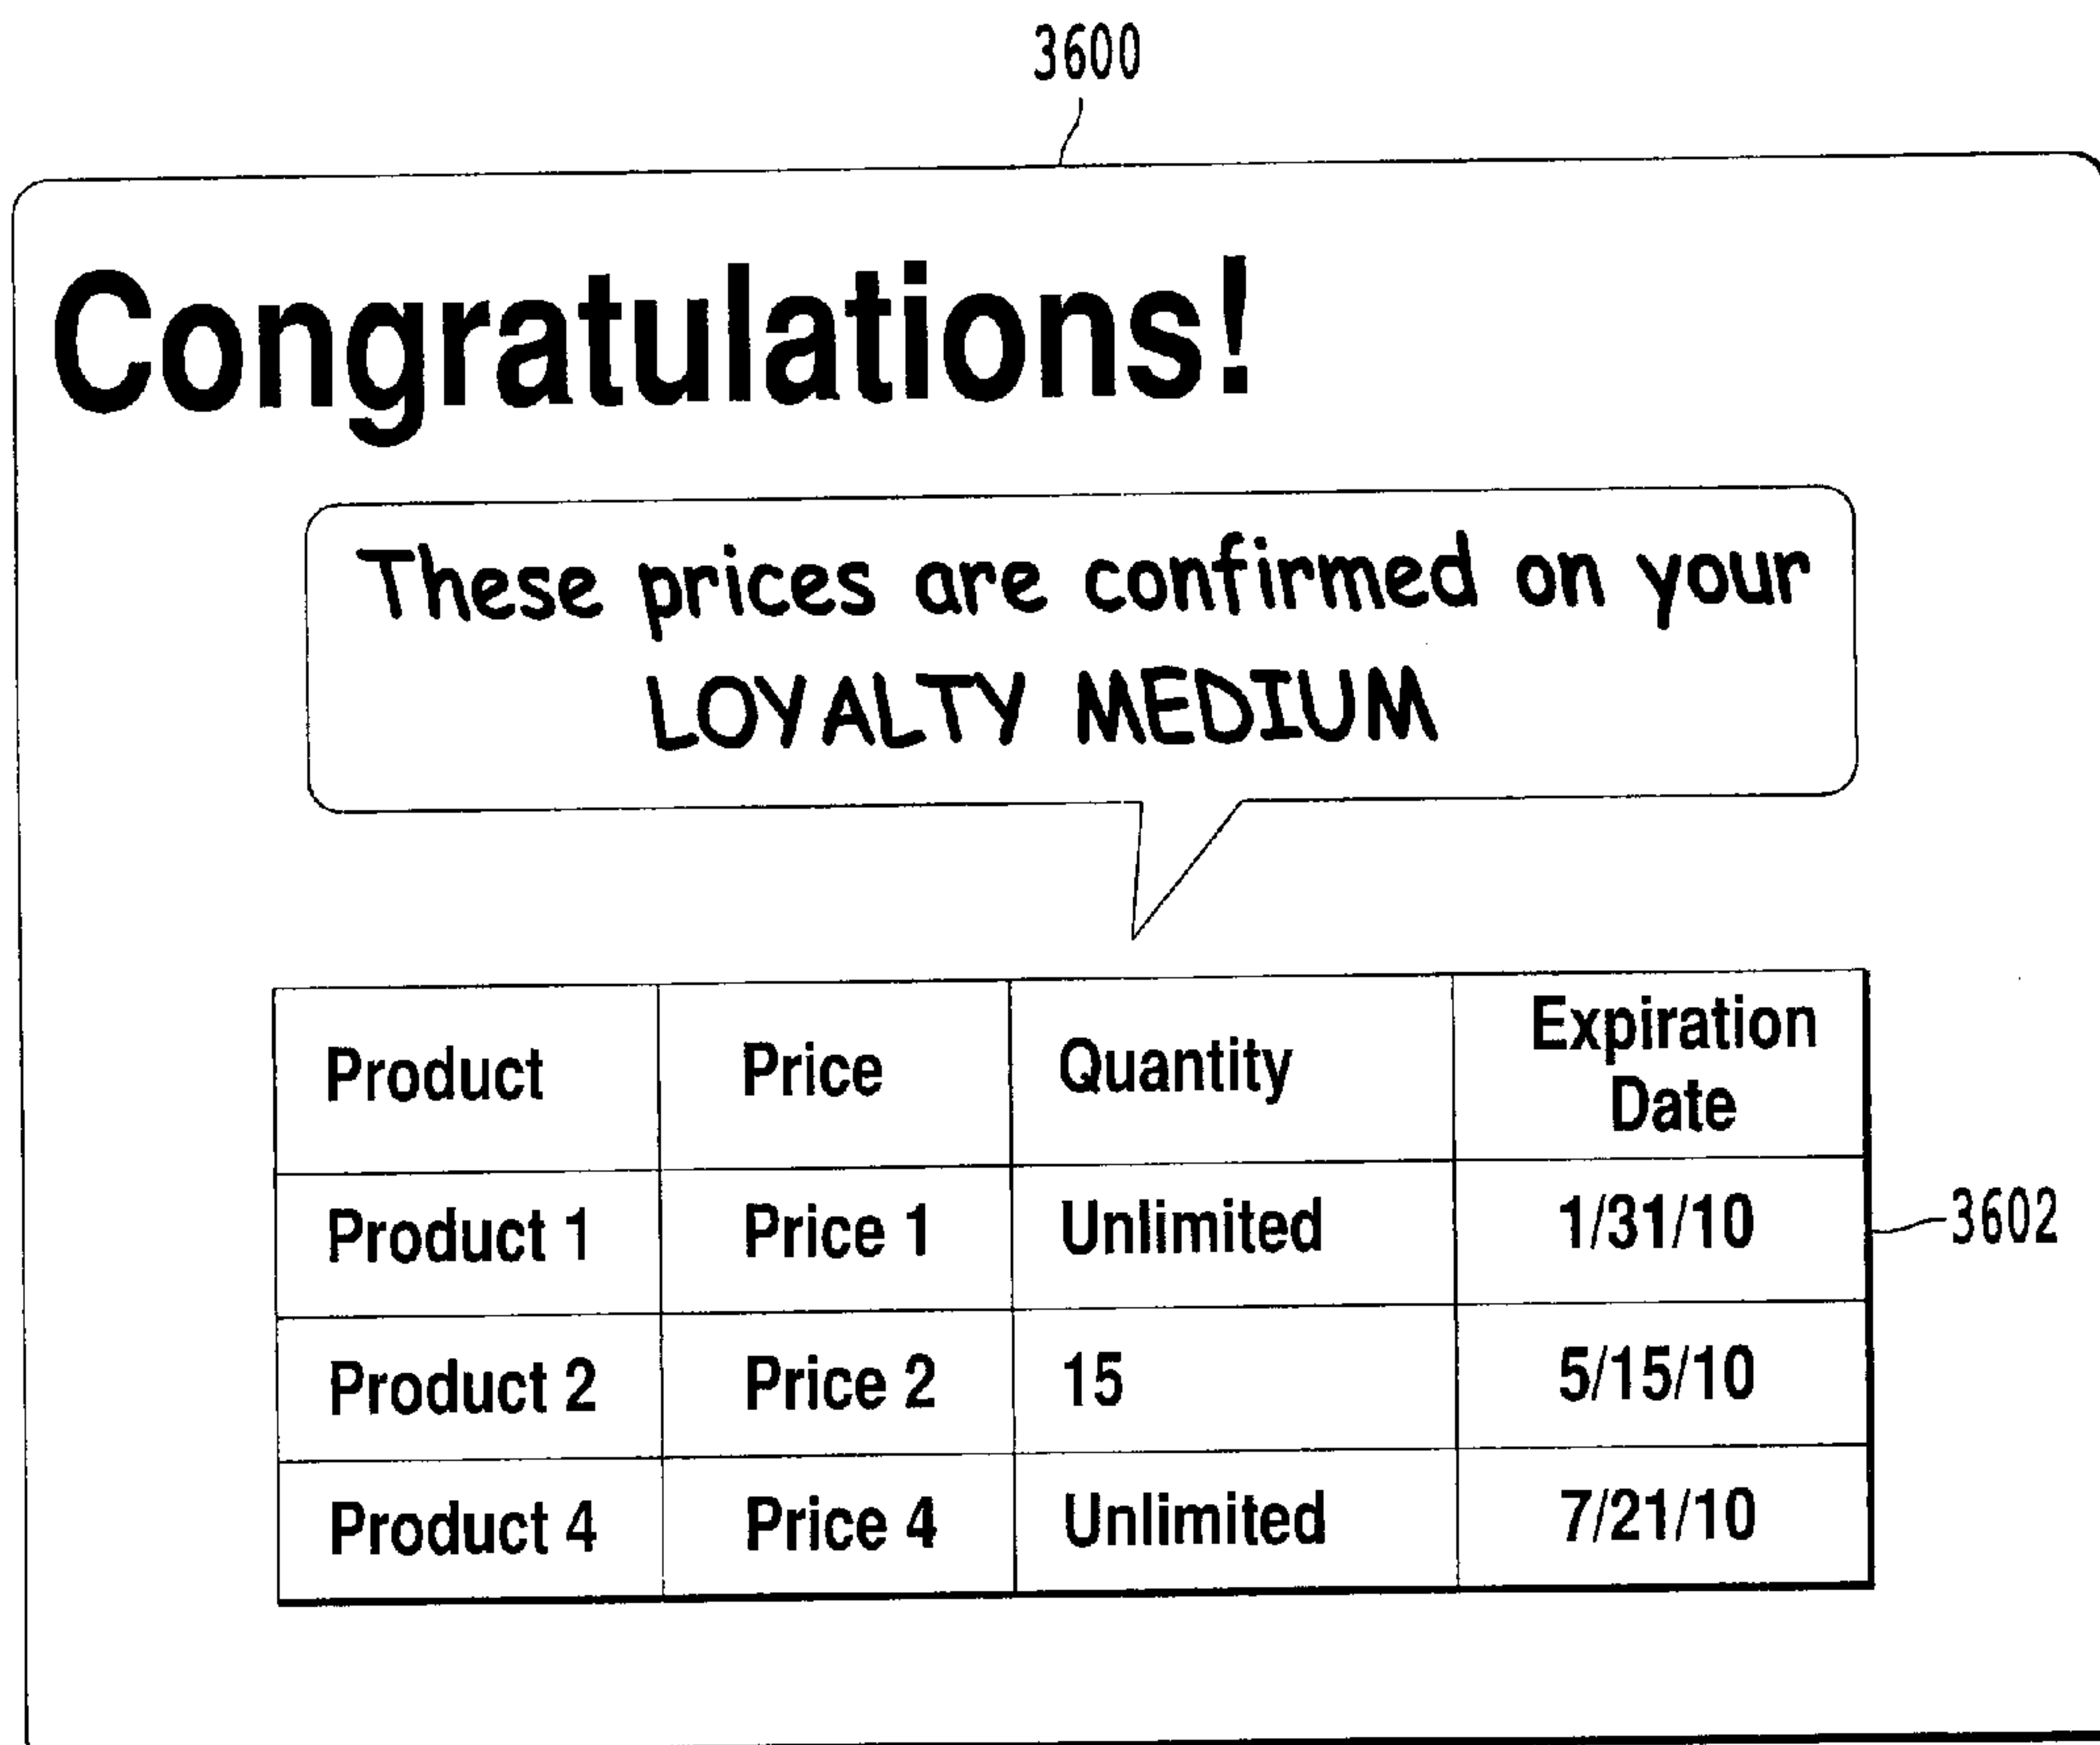 3600
Congratulations!
These prices are confirmed on your
LOYALTY MEDIUM
Product Price Quantity Expiration Date
Product 1 Price 1 Unlimited 1/31/10
3602
Product 2 Price 2 15 5/15/10
Product 4 Price 4 Unlimited 7/21/10